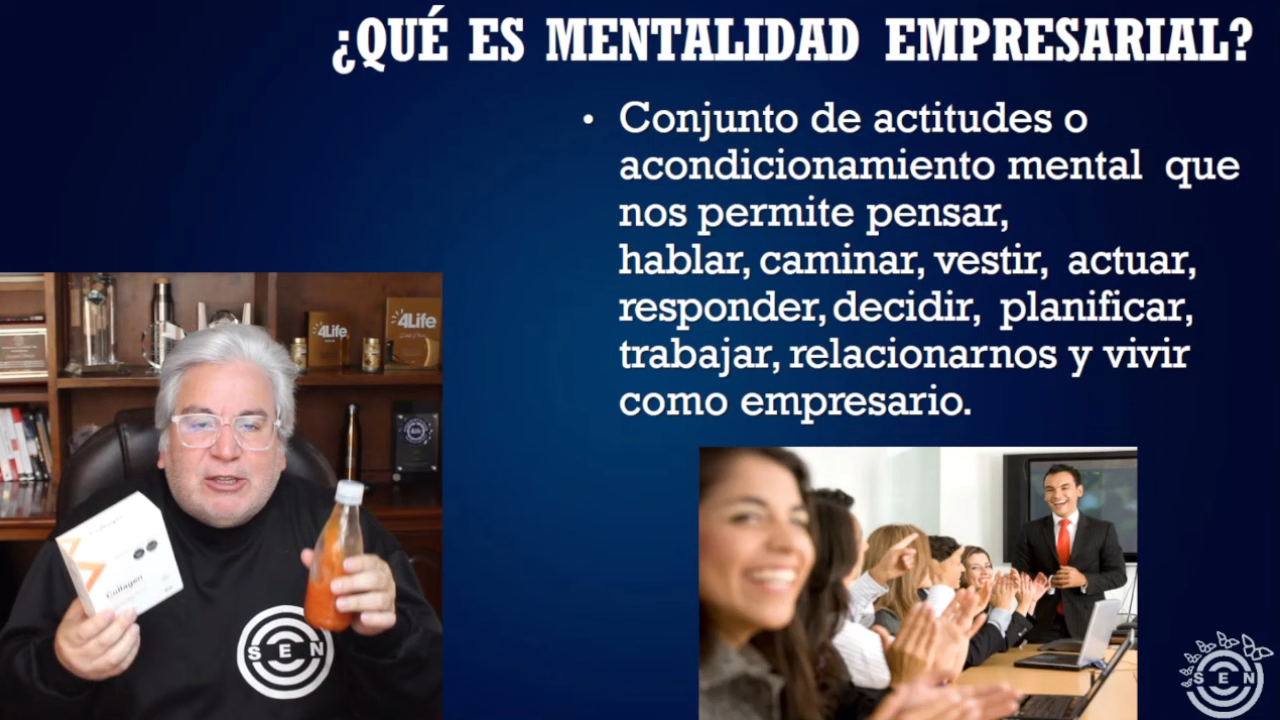 ¿QUÉ ES MENTALIDAD EMPRESARIAL?
• Conjunto de actitudes o
acondicionamiento mental que
nos permite pensar,
hablar, caminar, vestir, actuar,
responder, decidir, planificar,
trabajar, relacionarnos y vivir
como empresario.
4Life
4Life
Collagen
SEN
SEN